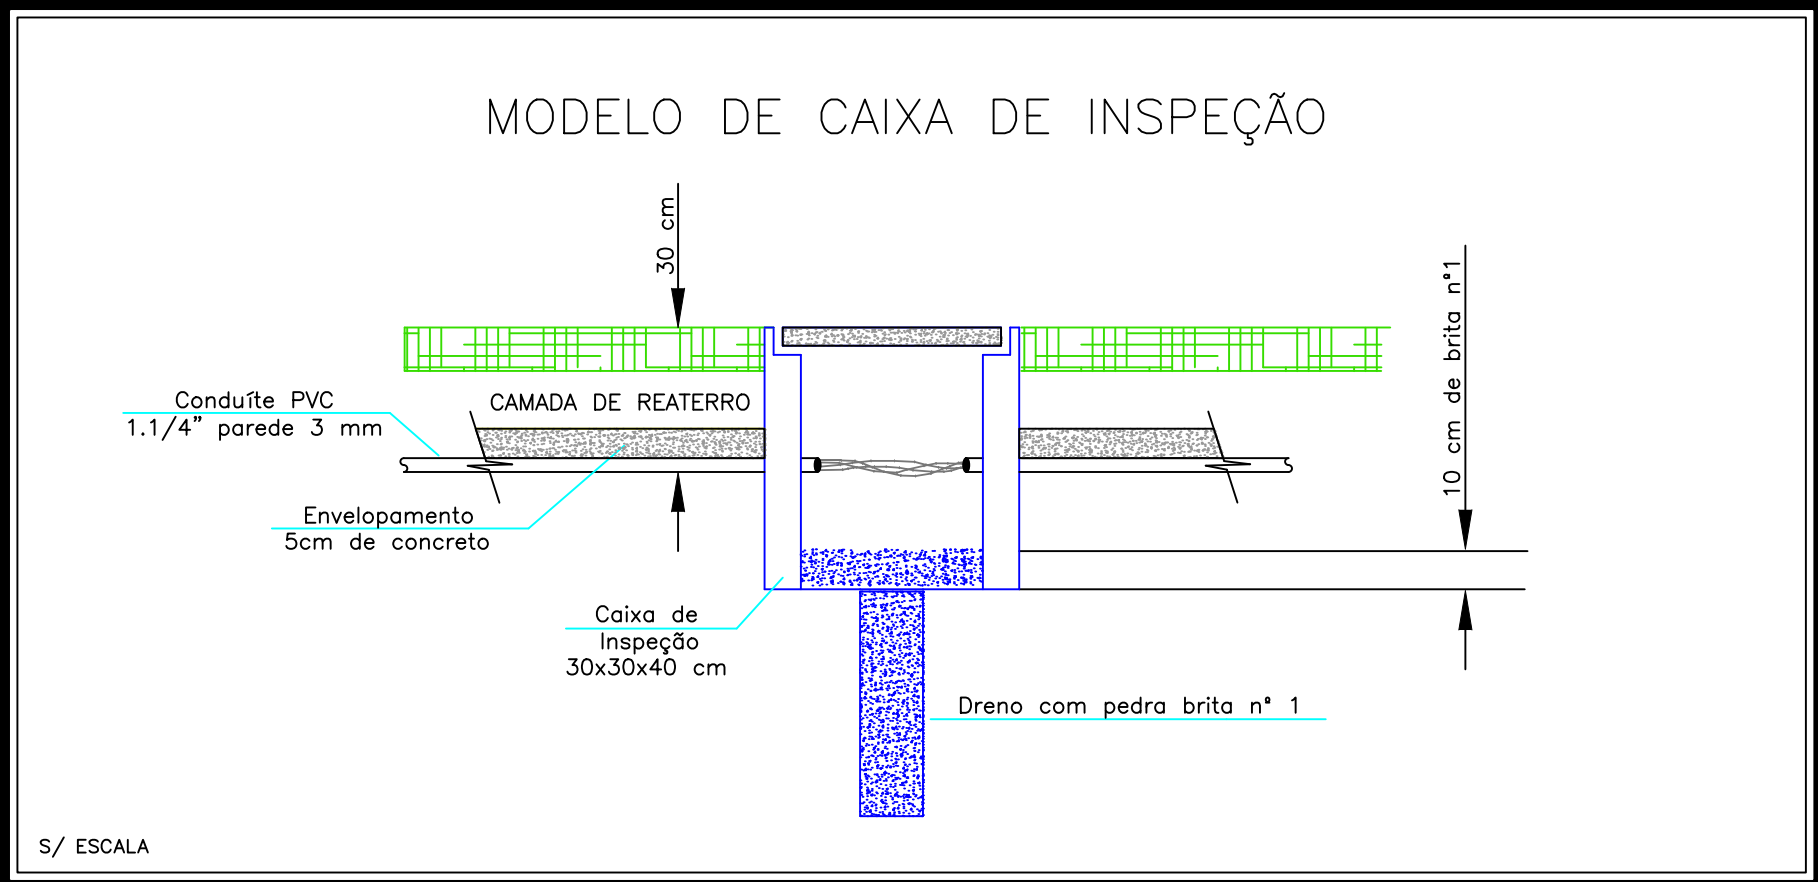 MODELO DE CAIXA DE INSPEÇÃO
30 cm
10 cm de brita nº1
Conduíte PVC
1.1/4" parede 3 mm
CAMADA DE REATERRO
Envelopamento
5cm de concreto
Caixa de
Inspeção
30x30x40 cm
Dreno com pedra brita nº 1
S/ ESCALA